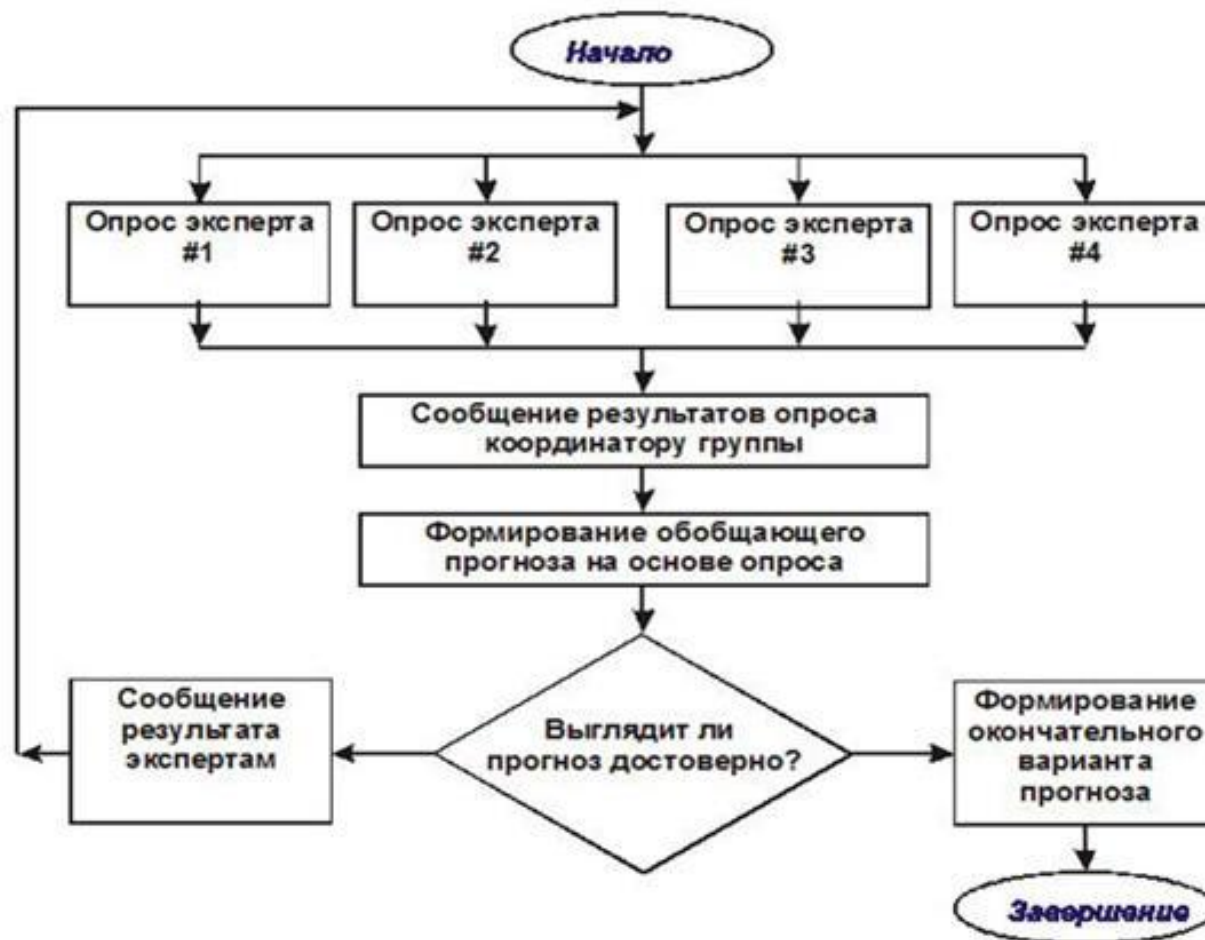 Начало
Опрос эксперта
#1
Опрос эксперта
#2
Опрос эксперта
#3
Опрос эксперта
#4
Сообщение результатов опроса
координатору группы
Формирование обобщающего
прогноза на основе опроса
Выглядит ли
прогноз достоверно?
Сообщение
результата
экспертам
Формирование
окончательного
варианта
прогноза
Завершение